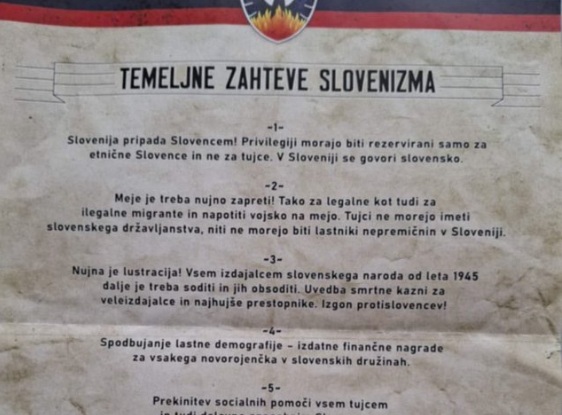 TEMELJNE ZAHTEVE SLOVENIZMA
-1-
Slovenija pripada Slovencem! Privilegiji morajo biti rezervirani samo za
etnične Slovence in ne za tujce. V Sloveniji se govori slovensko.
-2-
Meje je treba nujno zapreti! Tako za legalne kot tudi za
ilegalne migrante in napotiti vojsko na mejo. Tujci ne morejo imeti
slovenskega državljanstva, niti ne morejo biti lastniki nepremičnin v Sloveniji.
-3-
Nujna je lustracija! Vsem izdajalcem slovenskega naroda od leta 1945
dalje je treba soditi in jih obsoditi. Uvedba smrtne kazni za
veleizdajalce in najhujše prestopnike. Izgon protislovencev!
-4-
Spodbujanje lastne demografije - izdatne finančne nagrade
za vsakega novorojenčka v slovenskih družinah.
-5-
Prekinitev socialnih pomoči vsem tujcem
in tudi